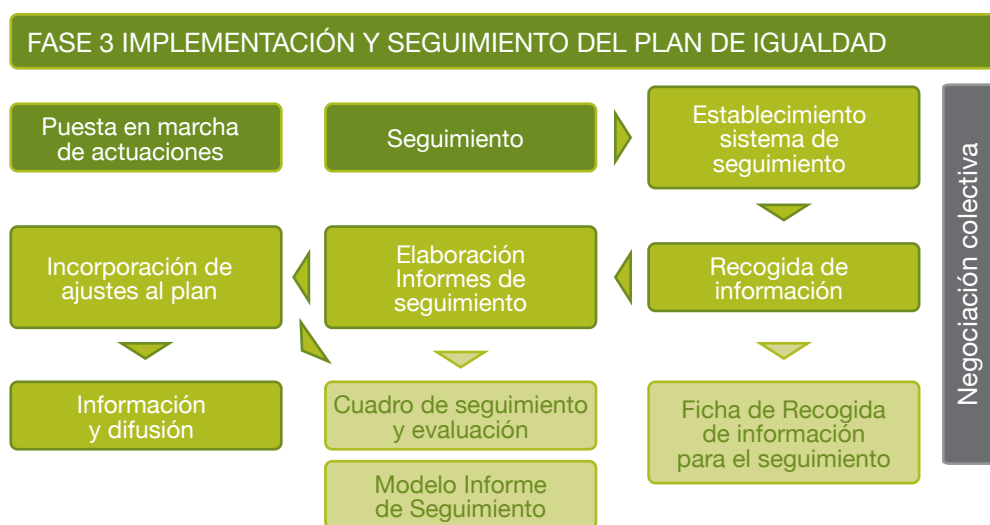 FASE 3 IMPLEMENTACIÓN Y SEGUIMIENTO DEL PLAN DE IGUALDAD
Puesta en marcha
de actuaciones
Seguimiento
Establecimiento
sistema de
seguimiento
Incorporación de
ajustes al plan
Elaboración
Informes de
seguimiento
Recogida de
información
Información
y difusión
Cuadro de seguimiento
y evaluación
Modelo Informe
de Seguimiento
Ficha de Recogida
de información
para el seguimiento
Negociación colectiva